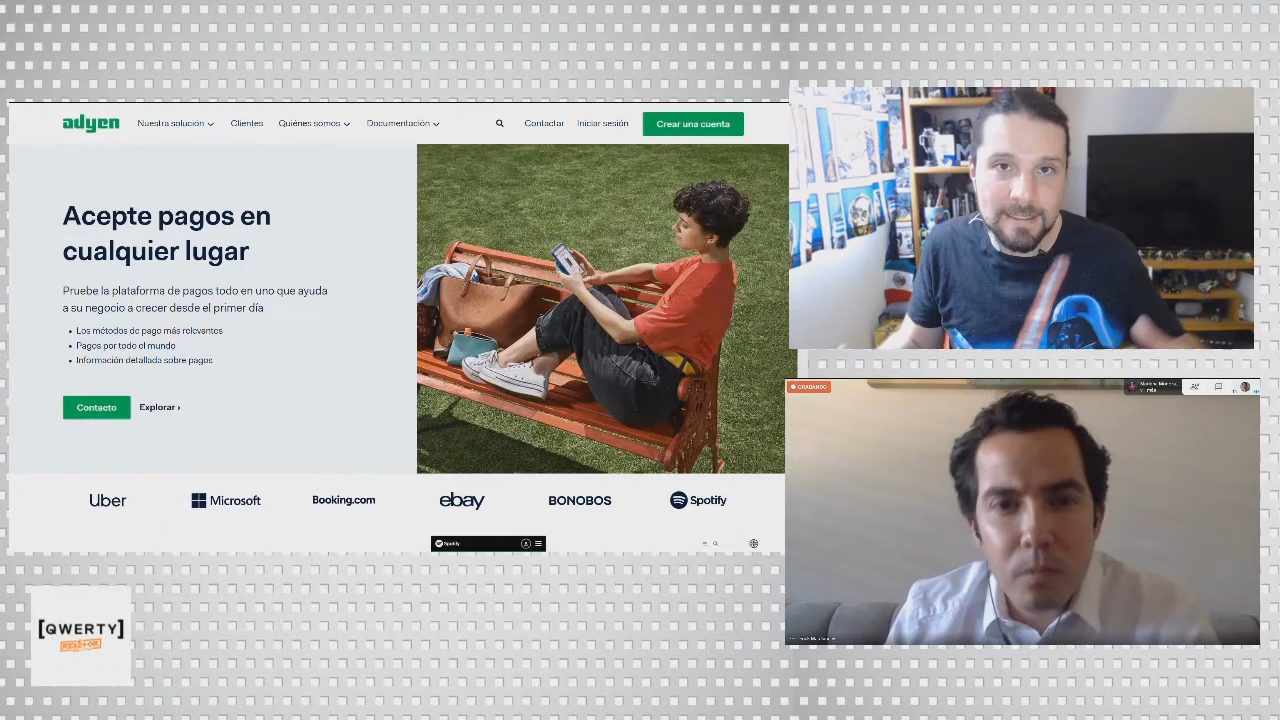 adyen
Nuestra solución
Clientes
Quiénes somos
Documentación
Contactar
Iniciar sesión
Crear una cuenta
Acepte pagos en
cualquier lugar
Pruebe la plataforma de pagos todo en uno que ayuda
a su negocio a crecer desde el primer día
• Los métodos de pago más relevantes
• Pagos por todo el mundo
• Información detallada sobre pagos
Contacto
Explorar ›
Uber
Microsoft
Booking.com
ebay
BONOBOS
Spotify
Spotify
GRABANDO
y 1 más
[QWERTY]